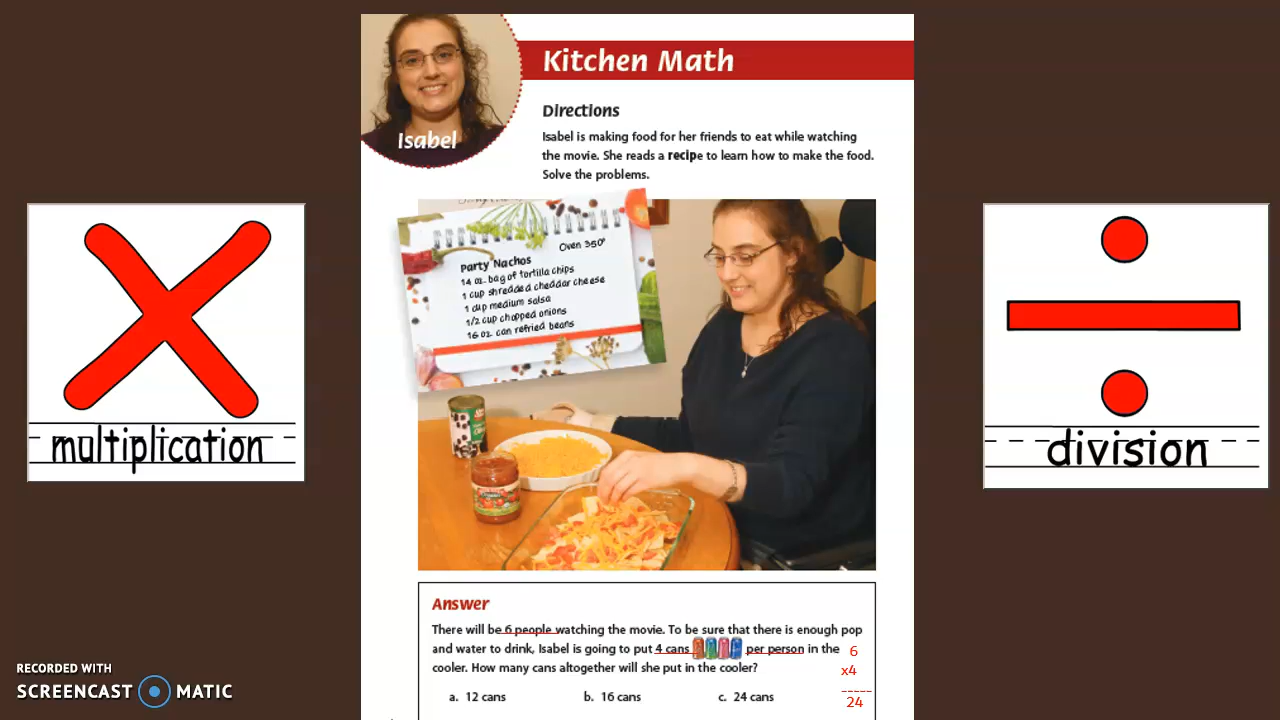 Kitchen Math
Isabel
Directions
Isabel is making food for her friends to eat while watching
the movie. She reads a recipe to learn how to make the food.
Solve the problems.
Oven 350°
Party Nachos
14 oz. bag of tortilla chips
1 cup shredded cheddar cheese
1 cup medium salsa
1/2 cup chopped onions
16 oz. can refried beans
multiplication
division
Answer
There will be 6 people watching the movie. To be sure that there is enough pop
and water to drink, Isabel is going to put 4 cans per person in the
cooler. How many cans altogether will she put in the cooler?
a. 12 cans b. 16 cans c. 24 cans
6
x4
-----
24
RECORDED WITH
SCREENCAST MATIC